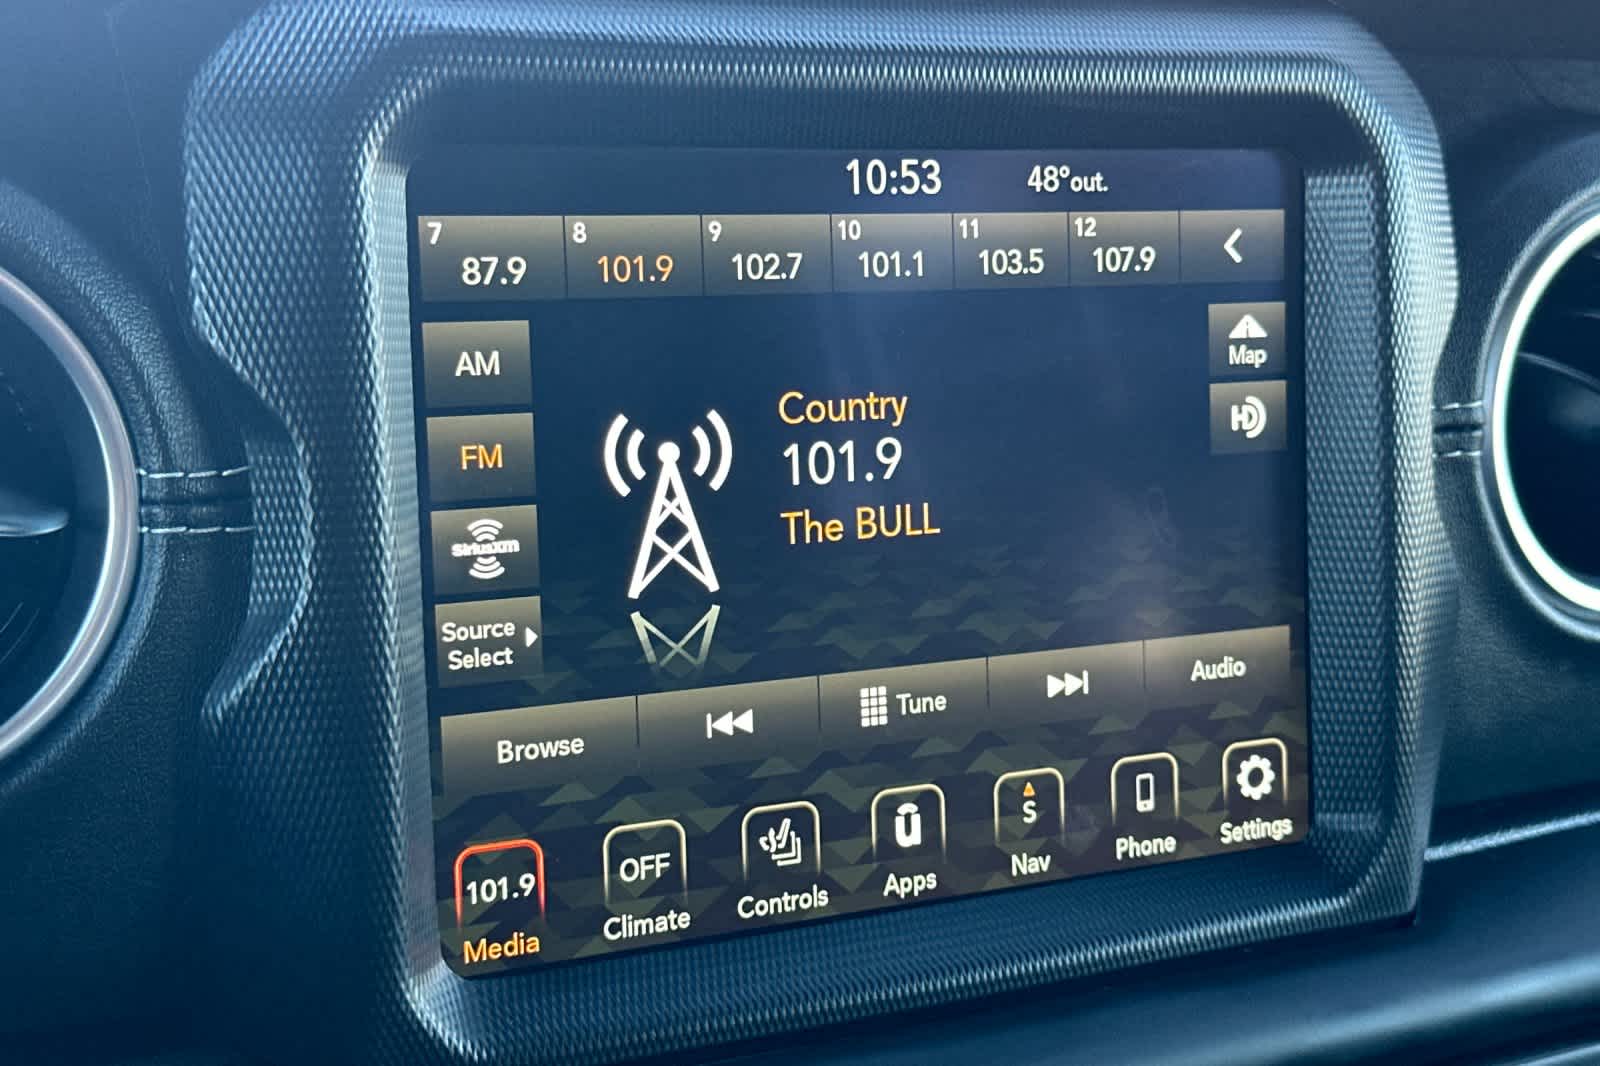 10:53 48°out.
7 8 9 10 11 12
87.9 101.9 102.7 101.1 103.5 107.9
AM
Map
FM
HD
Country
101.9
The BULL
SiriusXM
Source
Select
Browse Tune Audio
101.9 OFF S
Media Climate Controls Apps Nav Phone Settings